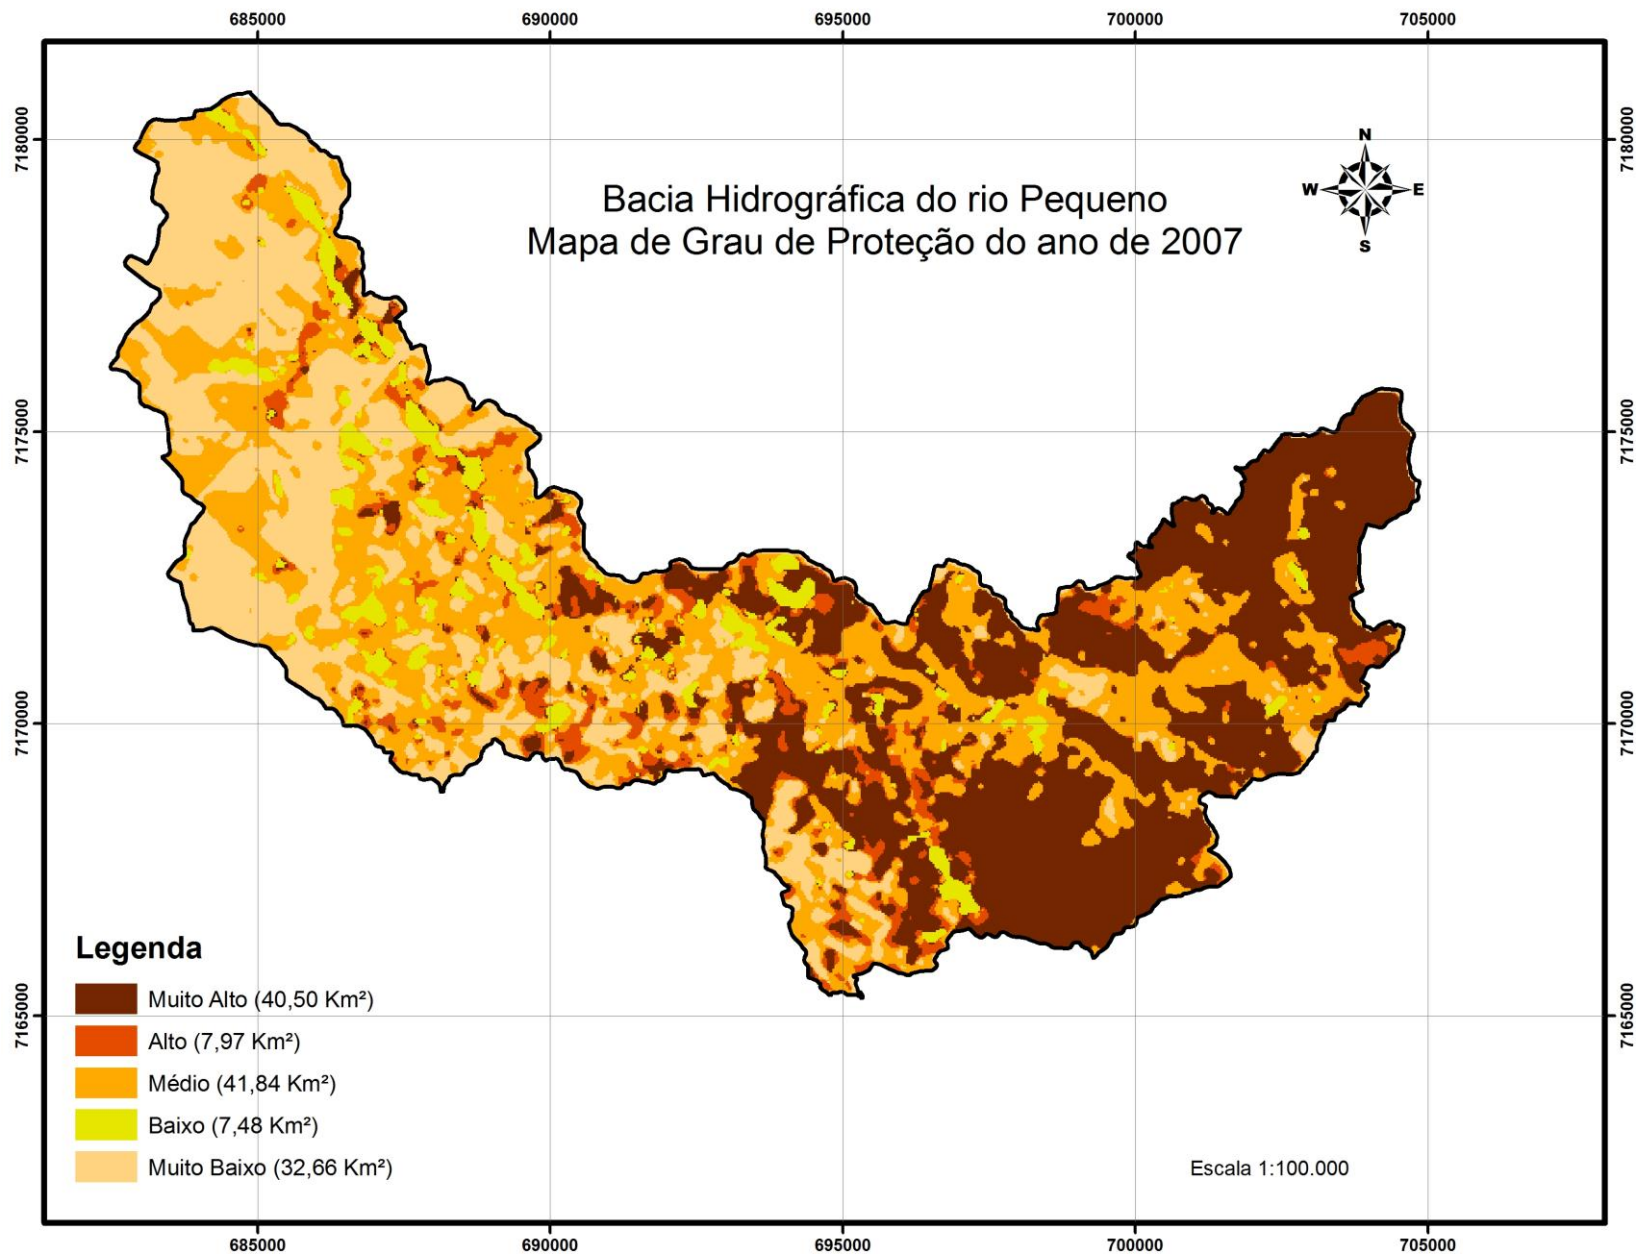 685000 690000 695000 700000 705000
7180000 7180000
N
W E
S
Bacia Hidrográfica do rio Pequeno
Mapa de Grau de Proteção do ano de 2007
7175000 7175000
7170000 7170000
Legenda
Muito Alto (40,50 Km²)
7165000 7165000
Alto (7,97 Km²)
Médio (41,84 Km²)
Baixo (7,48 Km²)
Muito Baixo (32,66 Km²)
Escala 1:100.000
685000 690000 695000 700000 705000